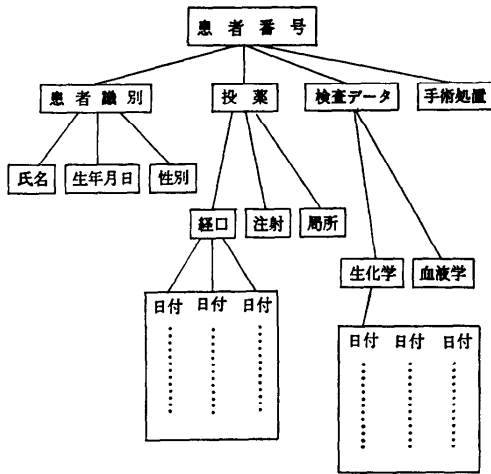 患者番号
患者識別 投薬 検査データ 手術処置
氏名 生年月日 性別
経口 注射 局所
生化学 血液学
日付 日付 日付
日付 日付 日付